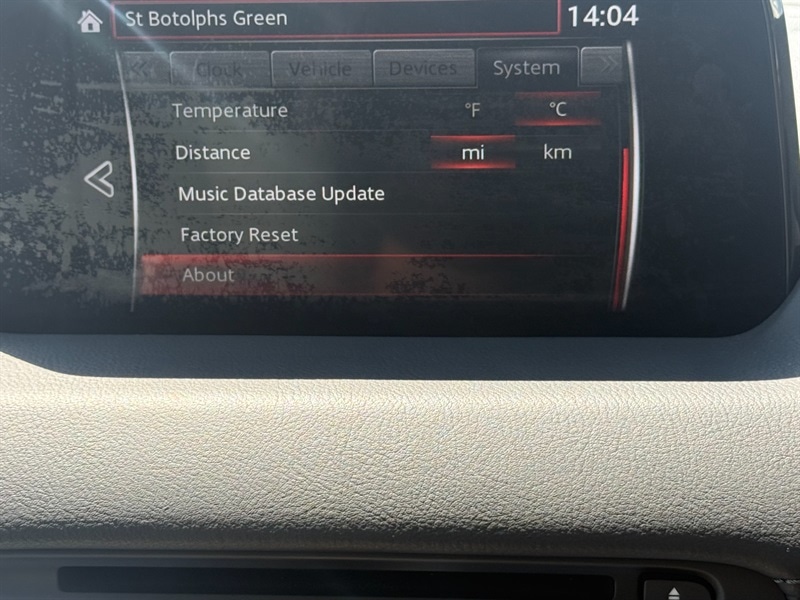 St Botolphs Green 14:04
Clock Vehicle Devices System
Temperature °F °C
Distance mi km
Music Database Update
Factory Reset
About